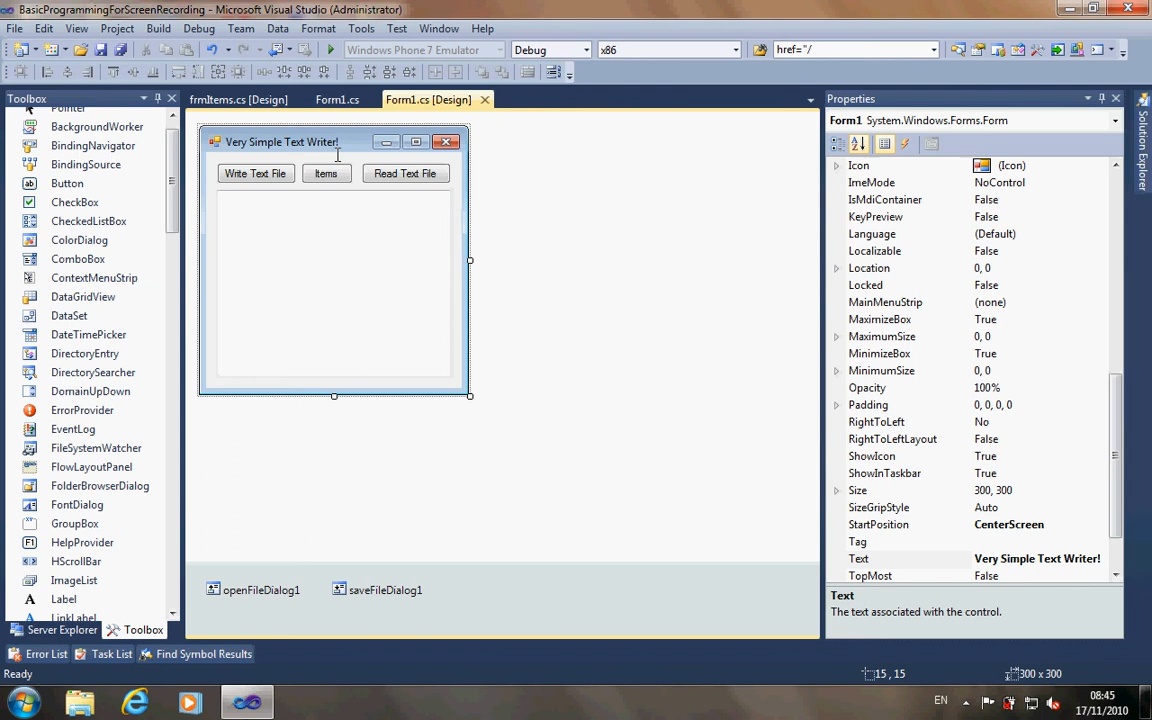 BasicProgrammingForScreenRecording - Microsoft Visual Studio (Administrator)
File Edit View Project Build Debug Team Data Format Tools Test Window Help
Windows Phone 7 Emulator Debug x86 href="/
Toolbox
frmItems.cs [Design] Form1.cs Form1.cs [Design]
Properties
Solution Explorer
Pointer
BackgroundWorker
BindingNavigator
BindingSource
Button
CheckBox
CheckedListBox
ColorDialog
ComboBox
ContextMenuStrip
DataGridView
DataSet
DateTimePicker
DirectoryEntry
DirectorySearcher
DomainUpDown
ErrorProvider
EventLog
FileSystemWatcher
FlowLayoutPanel
FolderBrowserDialog
FontDialog
GroupBox
HelpProvider
HScrollBar
ImageList
Label
LinkLabel
Server Explorer Toolbox
Very Simple Text Writer!
Write Text File Items Read Text File
openFileDialog1 saveFileDialog1
Form1 System.Windows.Forms.Form
Icon (Icon)
ImeMode NoControl
IsMdiContainer False
KeyPreview False
Language (Default)
Localizable False
Location 0, 0
Locked False
MainMenuStrip (none)
MaximizeBox True
MaximumSize 0, 0
MinimizeBox True
MinimumSize 0, 0
Opacity 100%
Padding 0, 0, 0, 0
RightToLeft No
RightToLeftLayout False
ShowIcon True
ShowInTaskbar True
Size 300, 300
SizeGripStyle Auto
StartPosition CenterScreen
Tag
Text Very Simple Text Writer!
TopMost False
Text
The text associated with the control.
Error List Task List Find Symbol Results
Ready 15 , 15 300 x 300
EN 08:45
17/11/2010